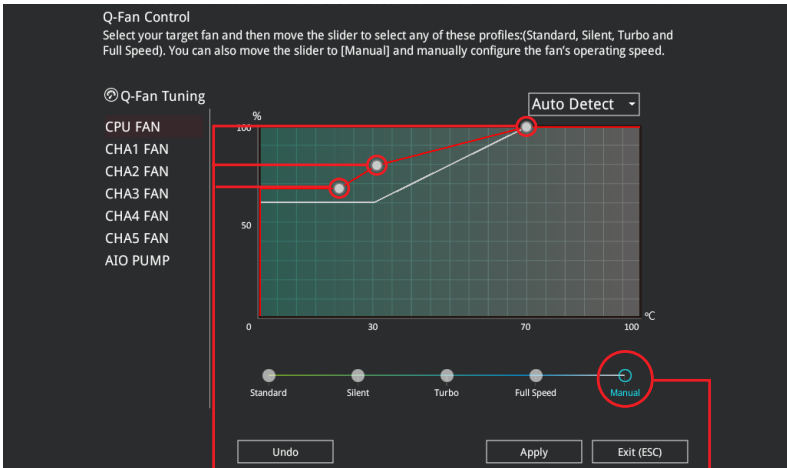 Q-Fan Control
Select your target fan and then move the slider to select any of these profiles:(Standard, Silent, Turbo and
Full Speed). You can also move the slider to [Manual] and manually configure the fan's operating speed.
Q-Fan Tuning
Auto Detect
CPU FAN
CHA1 FAN
CHA2 FAN
CHA3 FAN
CHA4 FAN
CHA5 FAN
AIO PUMP
%
100
50
0 30 70 100 °C
Standard Silent Turbo Full Speed Manual
Undo Apply Exit (ESC)